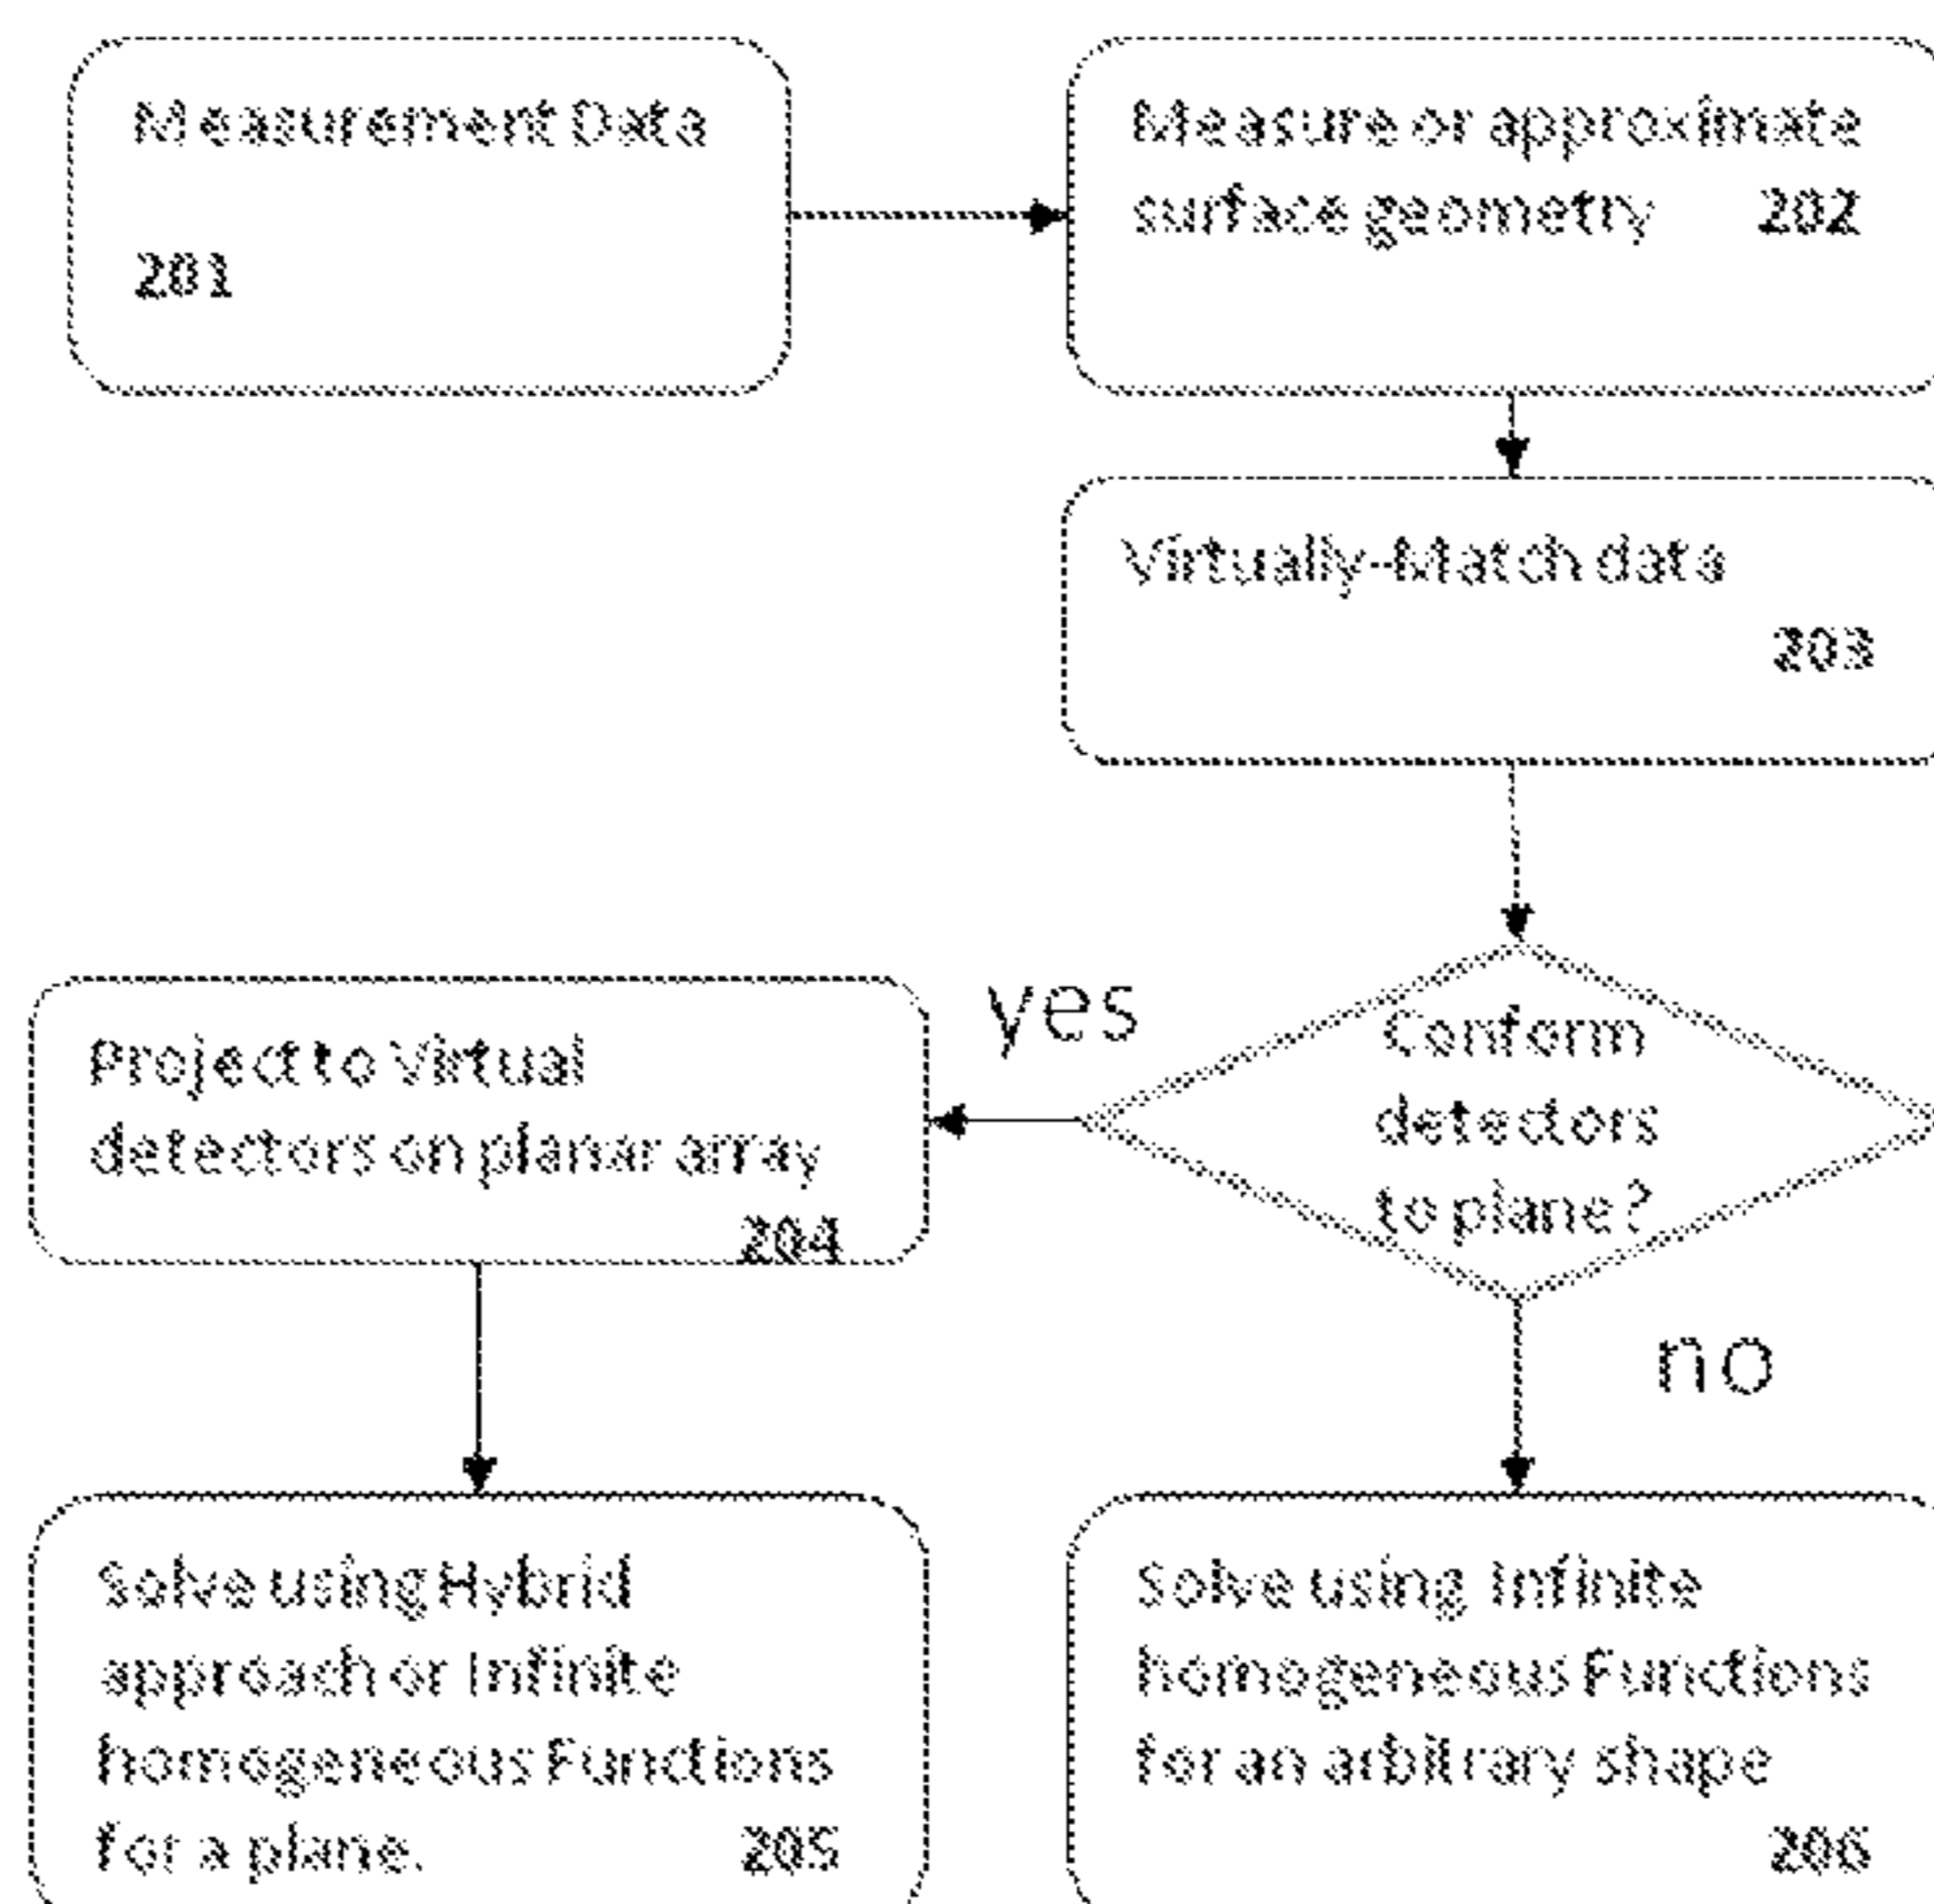 Measurement Data
201
Measure or approximate
surface geometry 202
Virtually-Match data
203
Conform
detectors
to plane?
yes
no
Project to Virtual
detectors on planar array
204
Solve using Hybrid
approach or Infinite
homogeneous Functions
for a plane. 205
Solve using Infinite
homogeneous Functions
for an arbitrary shape
206